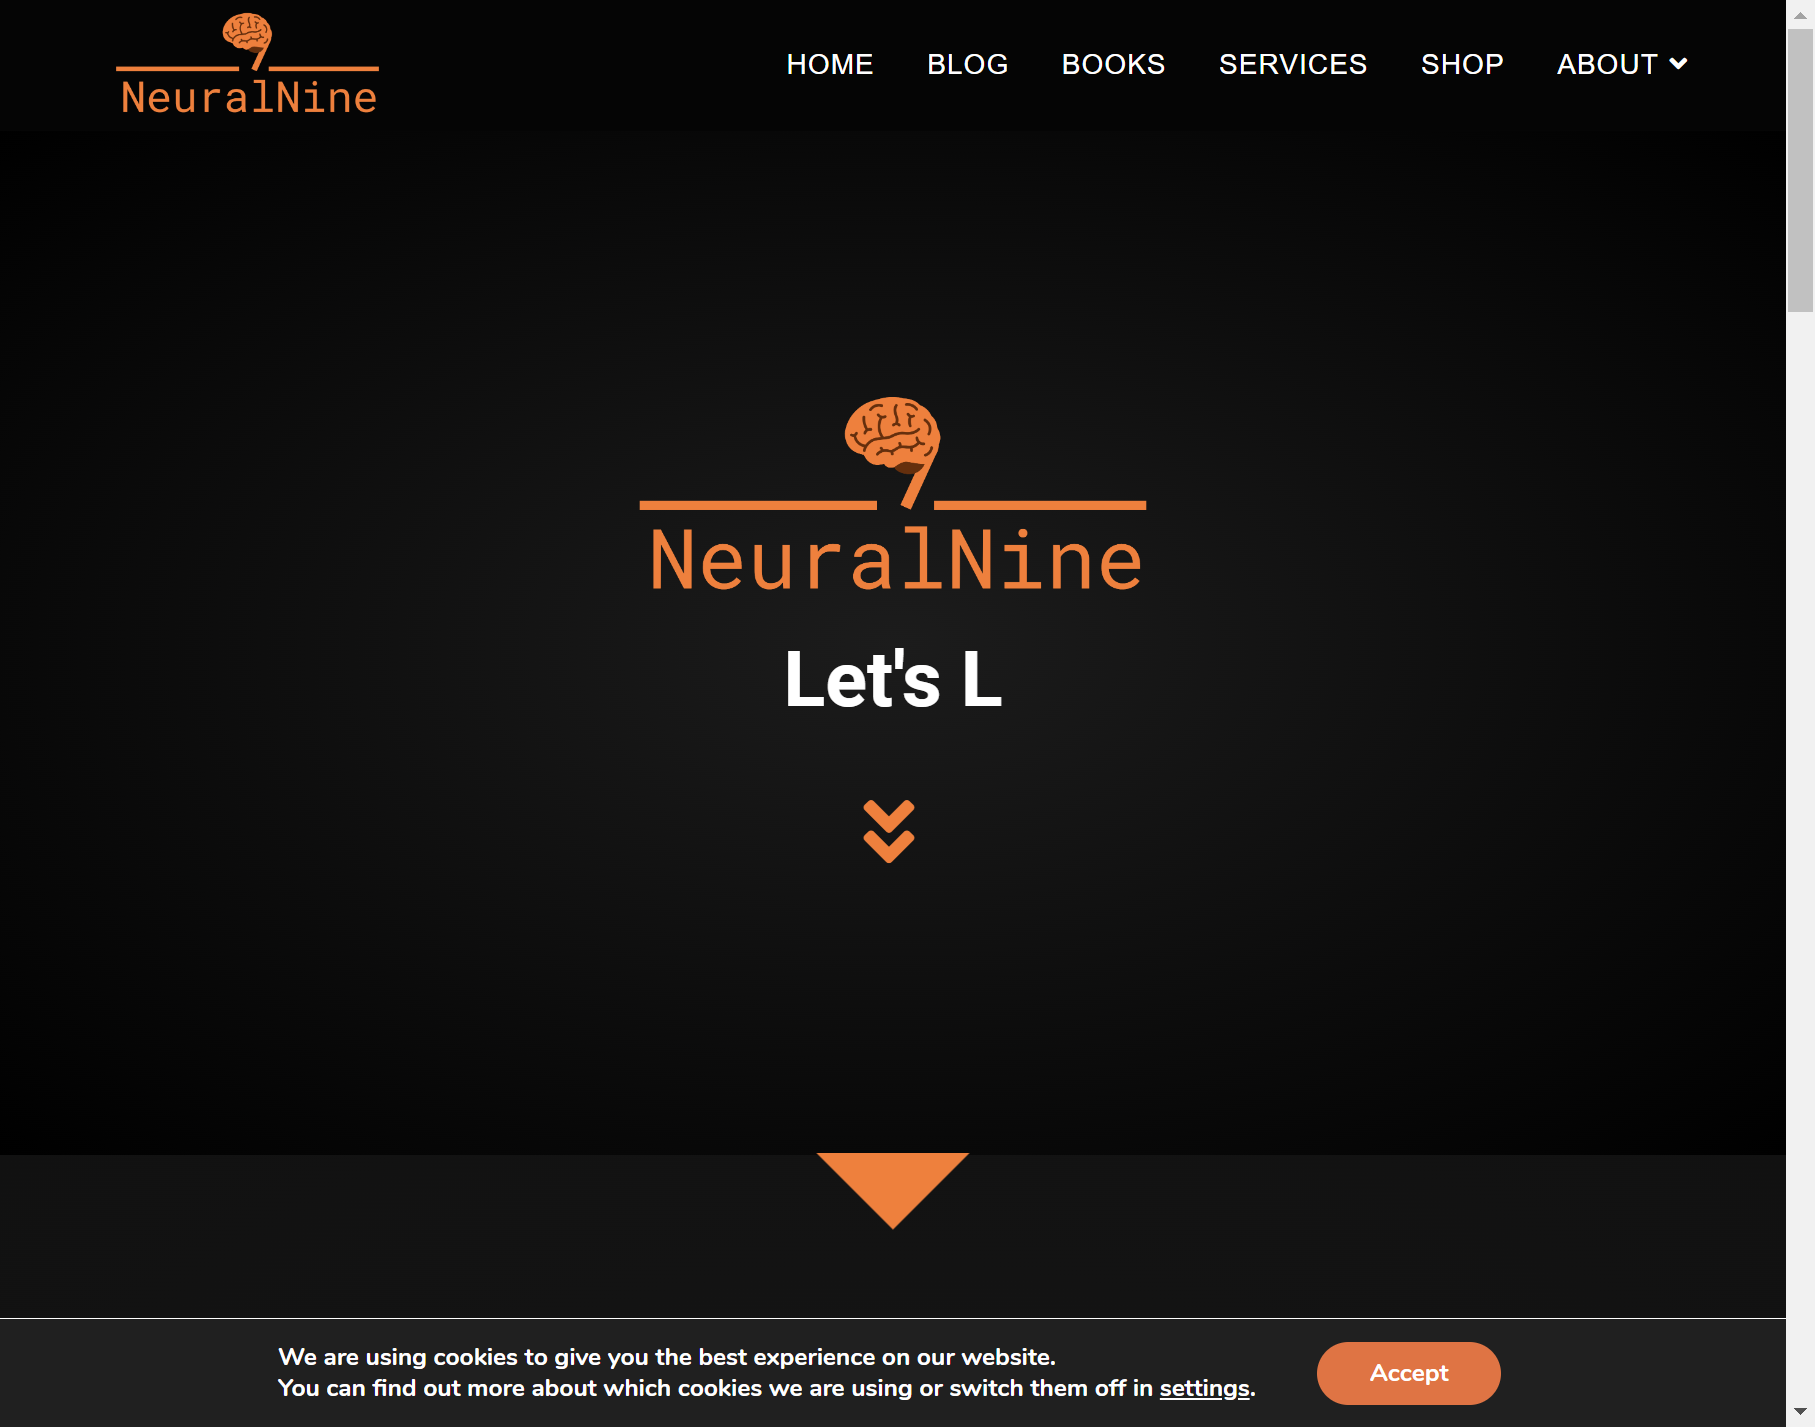 NeuralNine
HOME BLOG BOOKS SERVICES SHOP ABOUT
NeuralNine
Let's L
We are using cookies to give you the best experience on our website.
You can find out more about which cookies we are using or switch them off in settings.
Accept